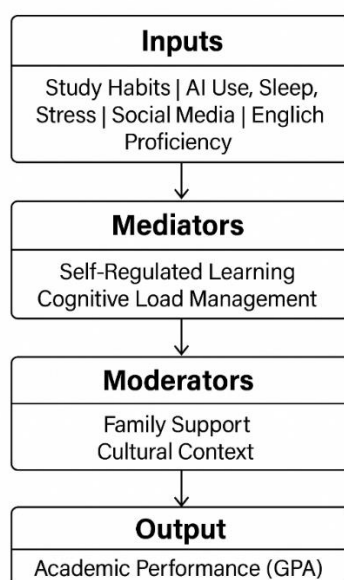 Inputs
Study Habits | AI Use, Sleep,
Stress | Social Media | Englich
Proficiency
Mediators
Self-Regulated Learning
Cognitive Load Management
Moderators
Family Support
Cultural Context
Output
Academic Performance (GPA)